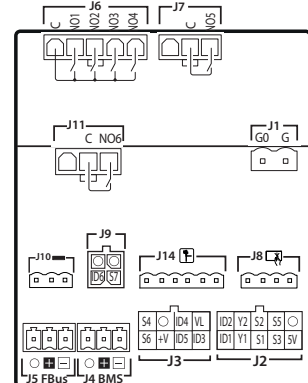 J6 J7
C NO1 NO2 NO3 NO4 C NO5
J11 J1
C NO6 G0 G
J9
J10 ID6 S7 J14 J8
S4 ID4 VL ID2 Y2 S2 S5
S6 +V ID5 ID3 ID1 Y1 S1 S3 5V
J3 J2
J5 FBus J4 BMS